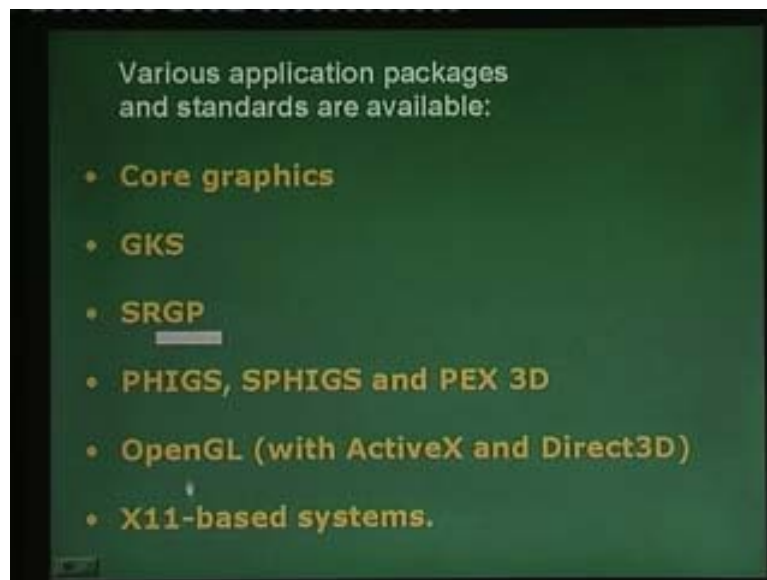 Various application packages
and standards are available:
• Core graphics
• GKS
• SRGP
• PHIGS, SPHIGS and PEX 3D
• OpenGL (with ActiveX and Direct3D)
• X11-based systems.